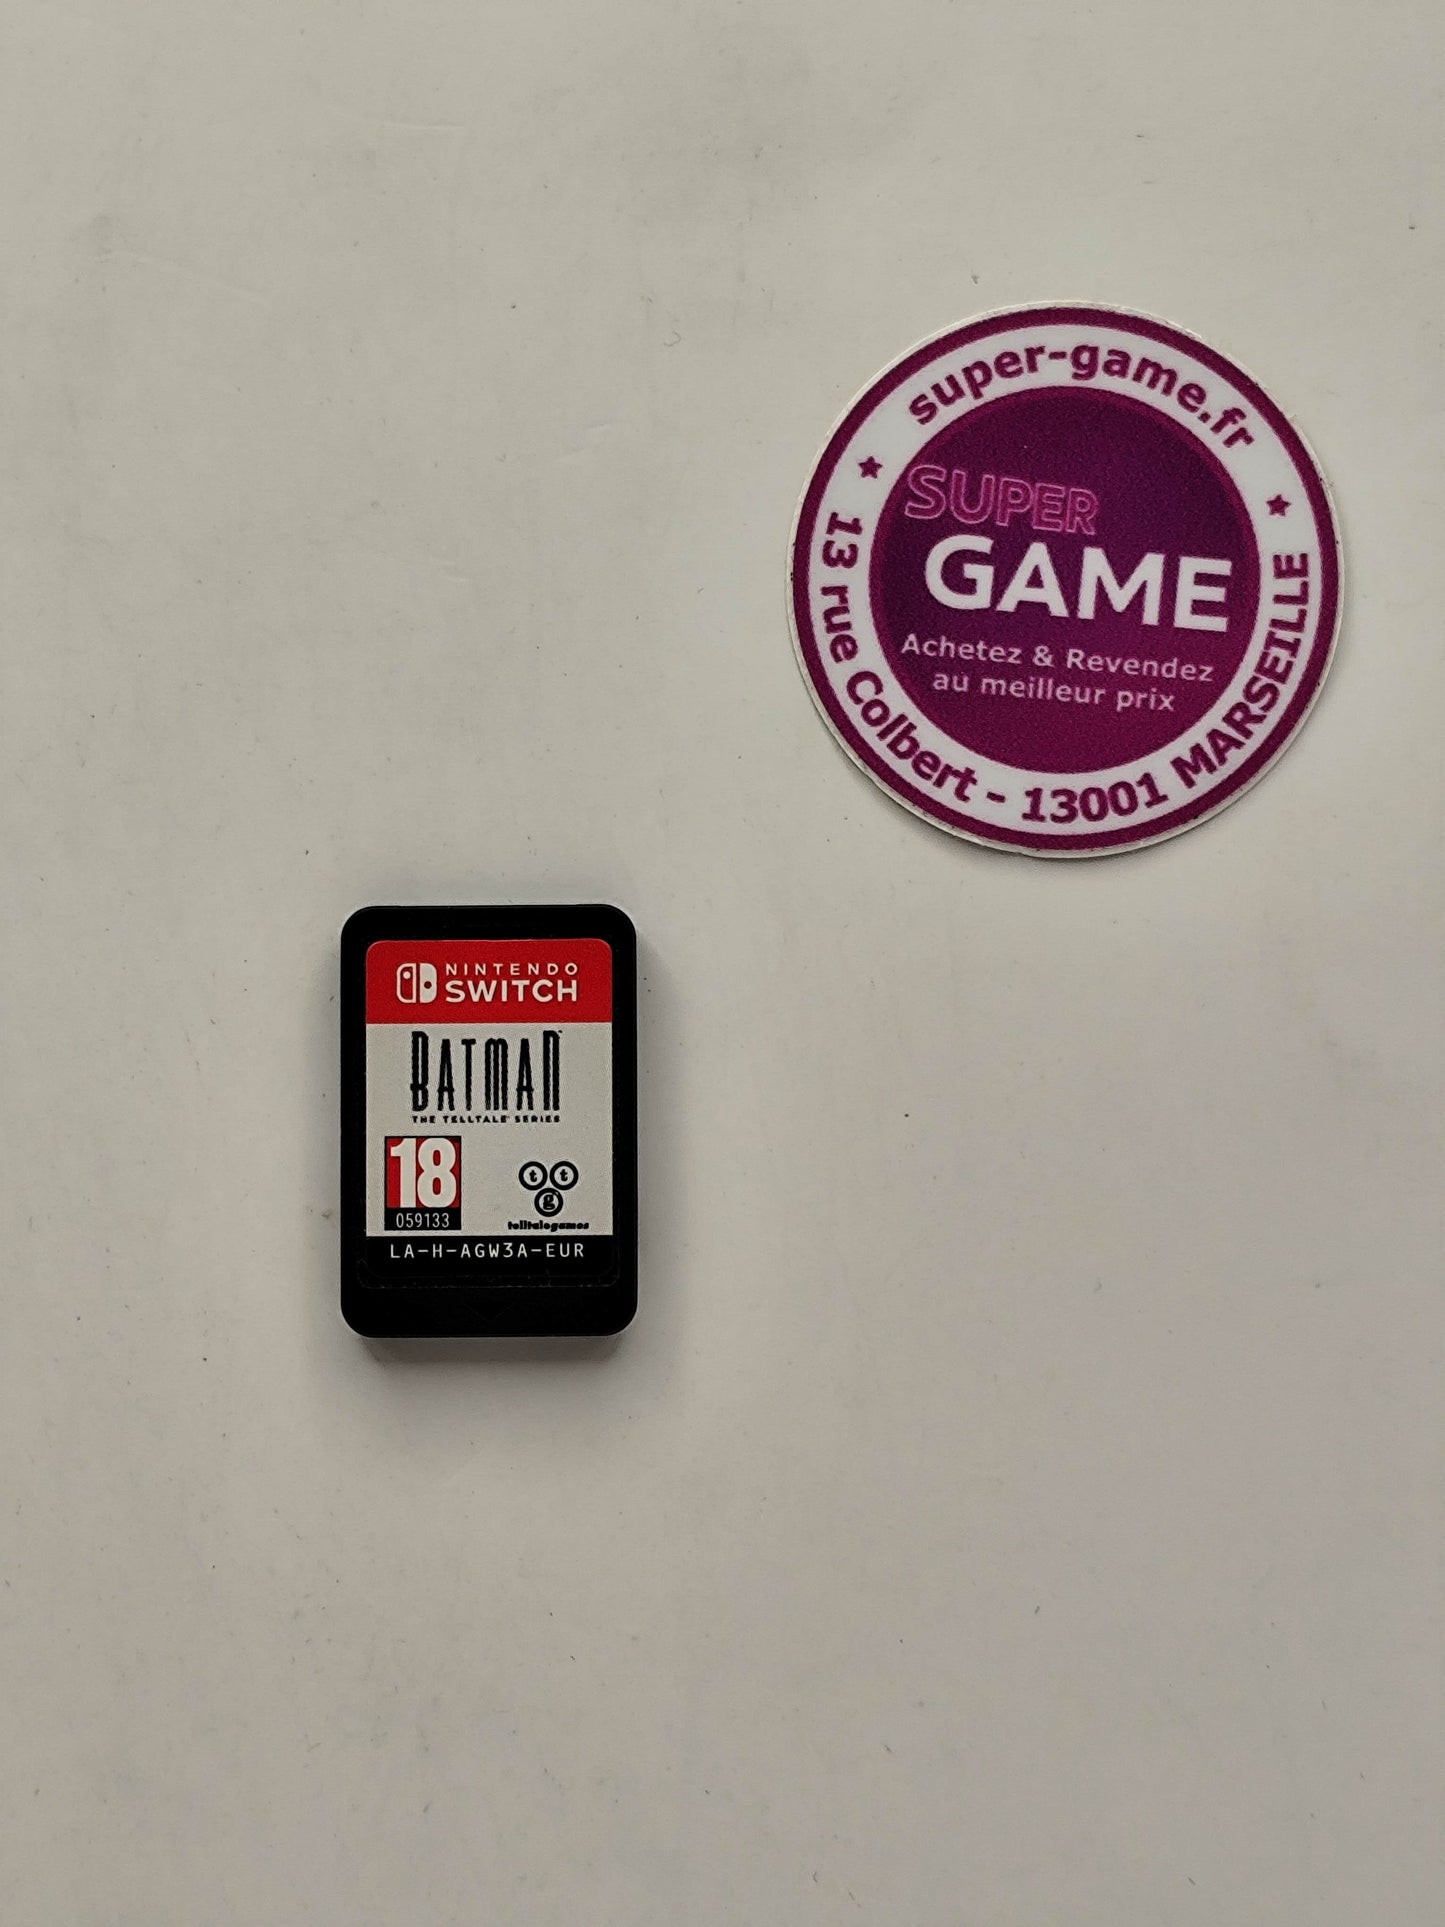 super-game.fr
SUPER
GAME
Achetez & Revendez
au meilleur prix
13 rue Colbert - 13001 MARSEILLE
NINTENDO
SWITCH
BATMAN™
THE TELLTALE SERIES
18
059133
t t
g
telltalegames
LA-H-AGW3A-EUR